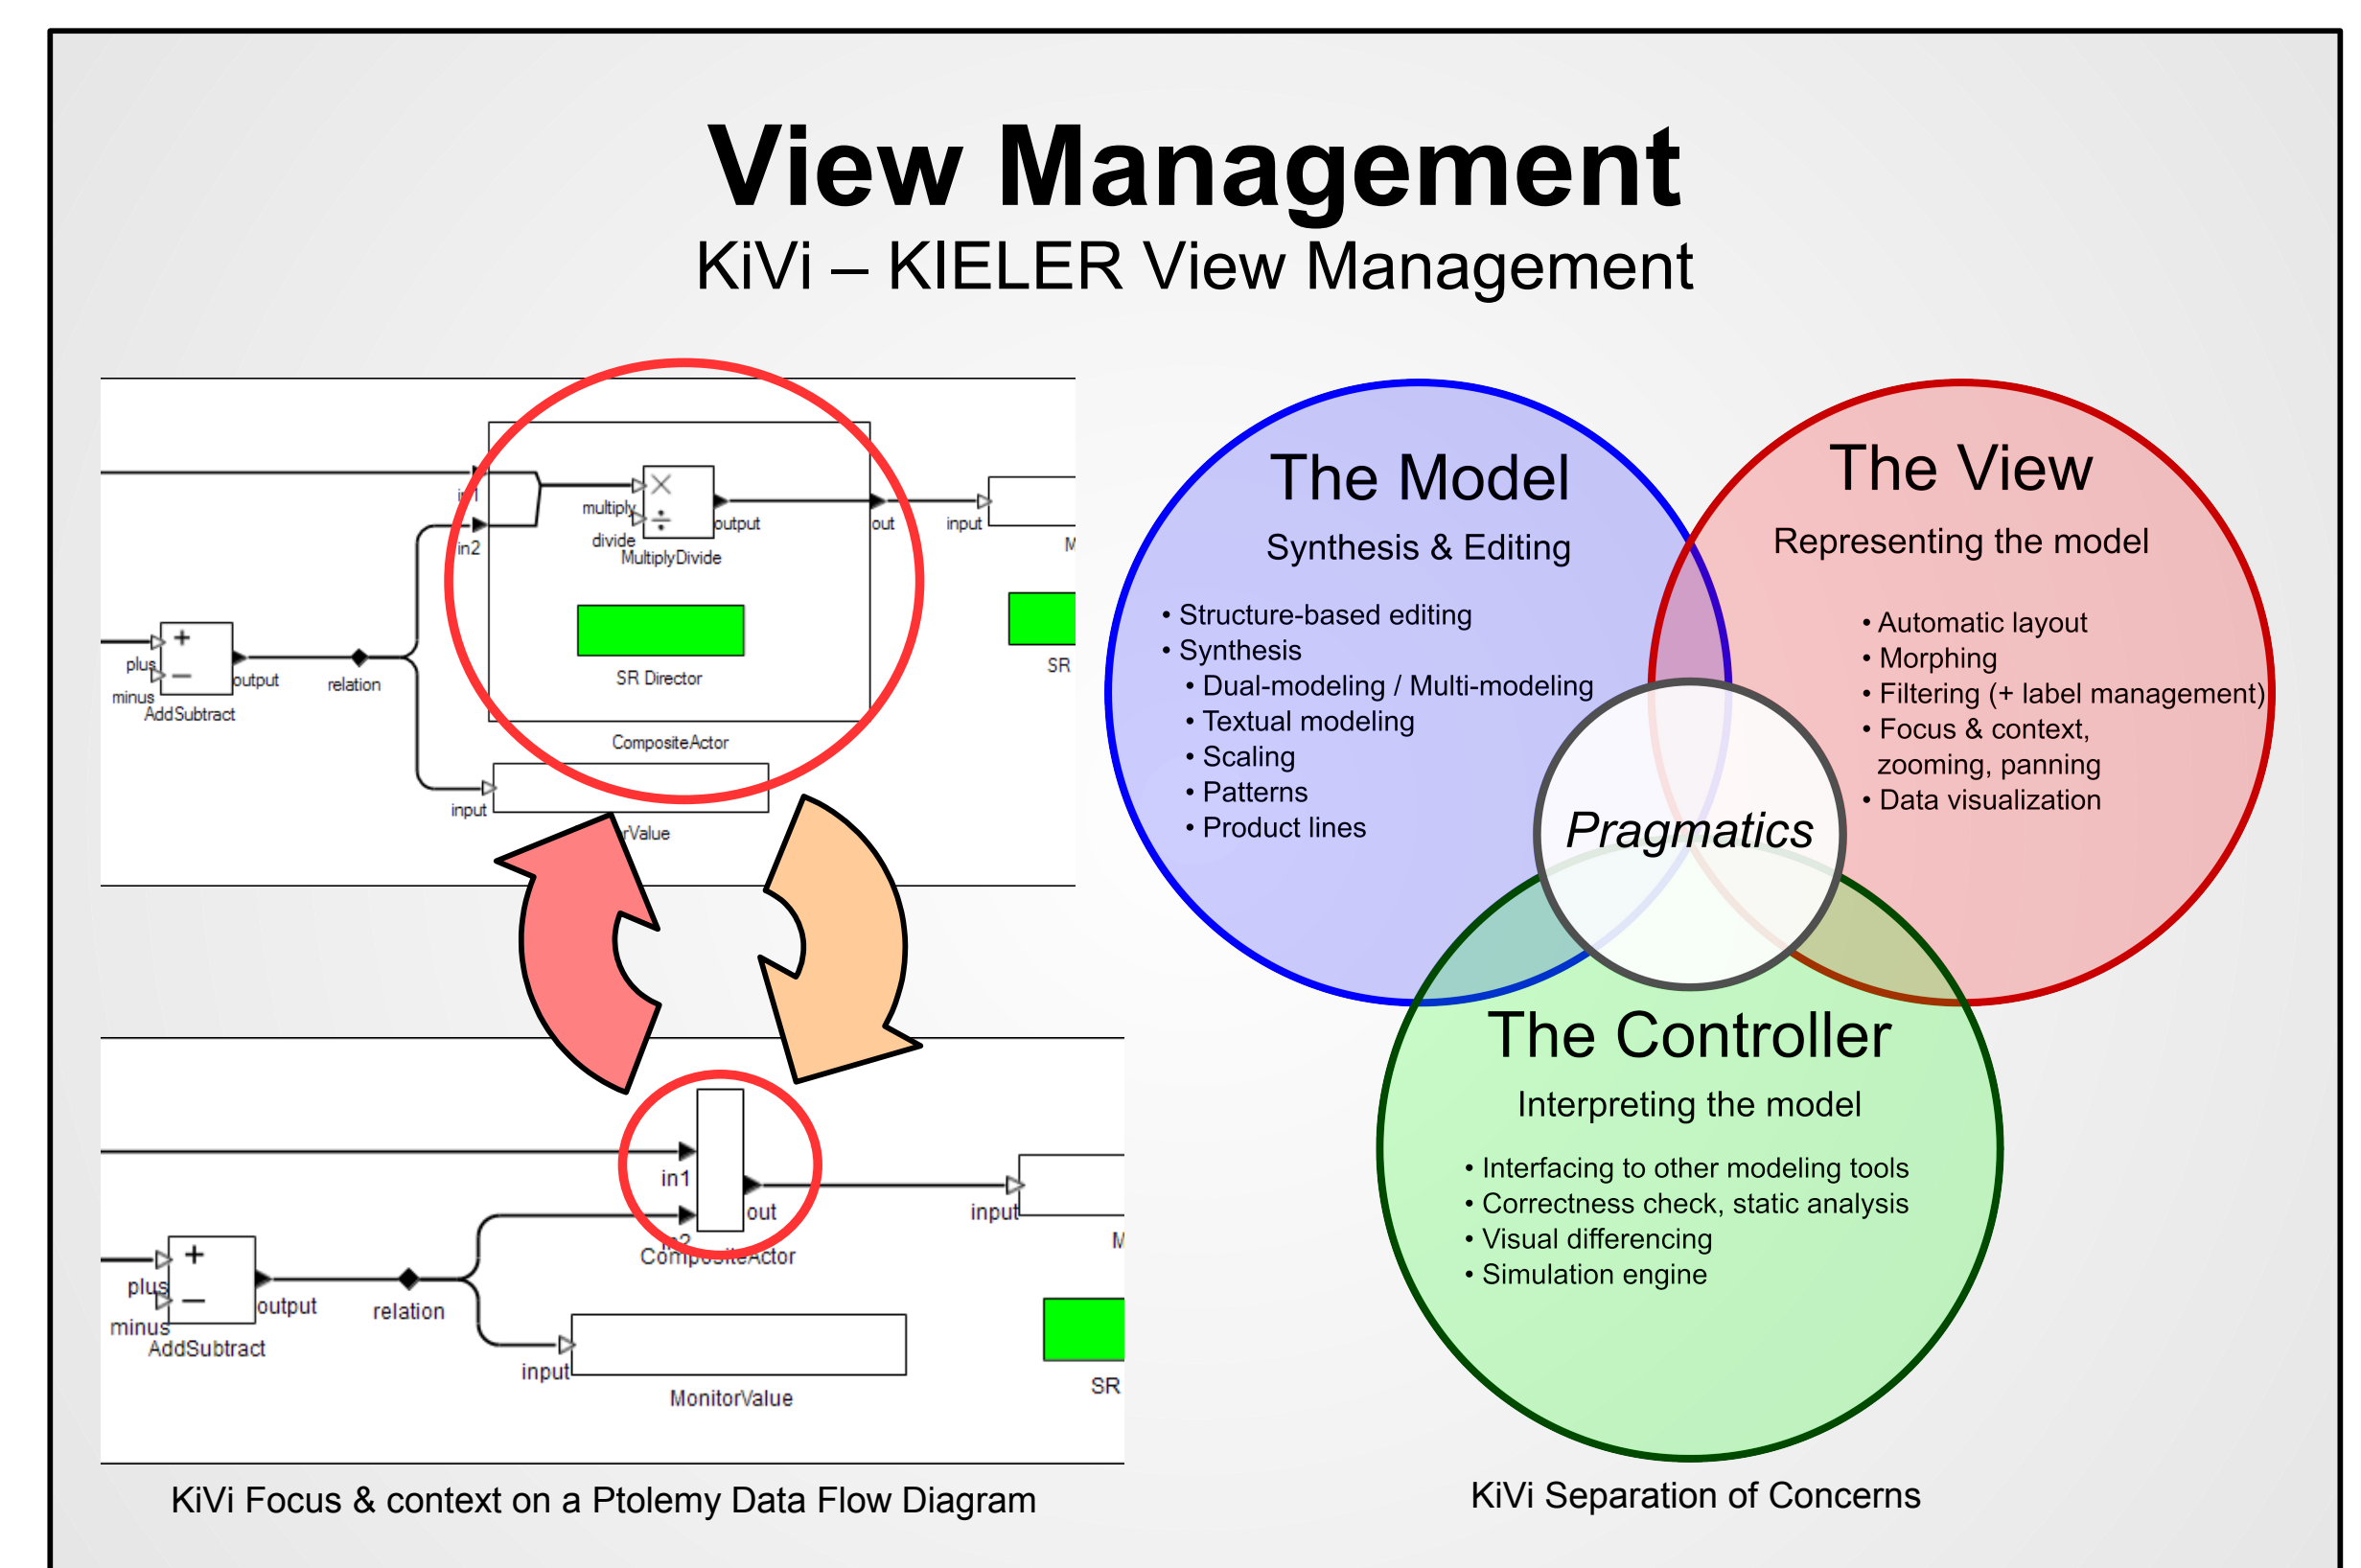 View Management
KiVi – KIELER View Management
in1
in2
multiply
divide
output
MultiplyDivide
out
input
M
SR Director
SR
plus
minus
output
AddSubtract
relation
CompositeActor
input
rValue
in1
in2
out
CompositeActor
input
M
plus
minus
output
AddSubtract
relation
input
MonitorValue
SR
KiVi Focus & context on a Ptolemy Data Flow Diagram
The Model
Synthesis & Editing
• Structure-based editing
• Synthesis
• Dual-modeling / Multi-modeling
• Textual modeling
• Scaling
• Patterns
• Product lines
The View
Representing the model
• Automatic layout
• Morphing
• Filtering (+ label management)
• Focus & context,
zooming, panning
• Data visualization
Pragmatics
The Controller
Interpreting the model
• Interfacing to other modeling tools
• Correctness check, static analysis
• Visual differencing
• Simulation engine
KiVi Separation of Concerns